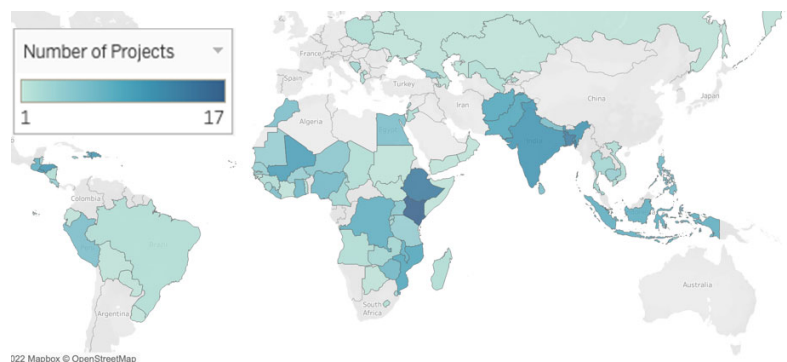 Number of Projects
1
17
France
Spain
Turkey
Iran
China
Japan
Algeria
Colombia
South
Africa
Argentina
Australia
022 Mapbox © OpenStreetMap